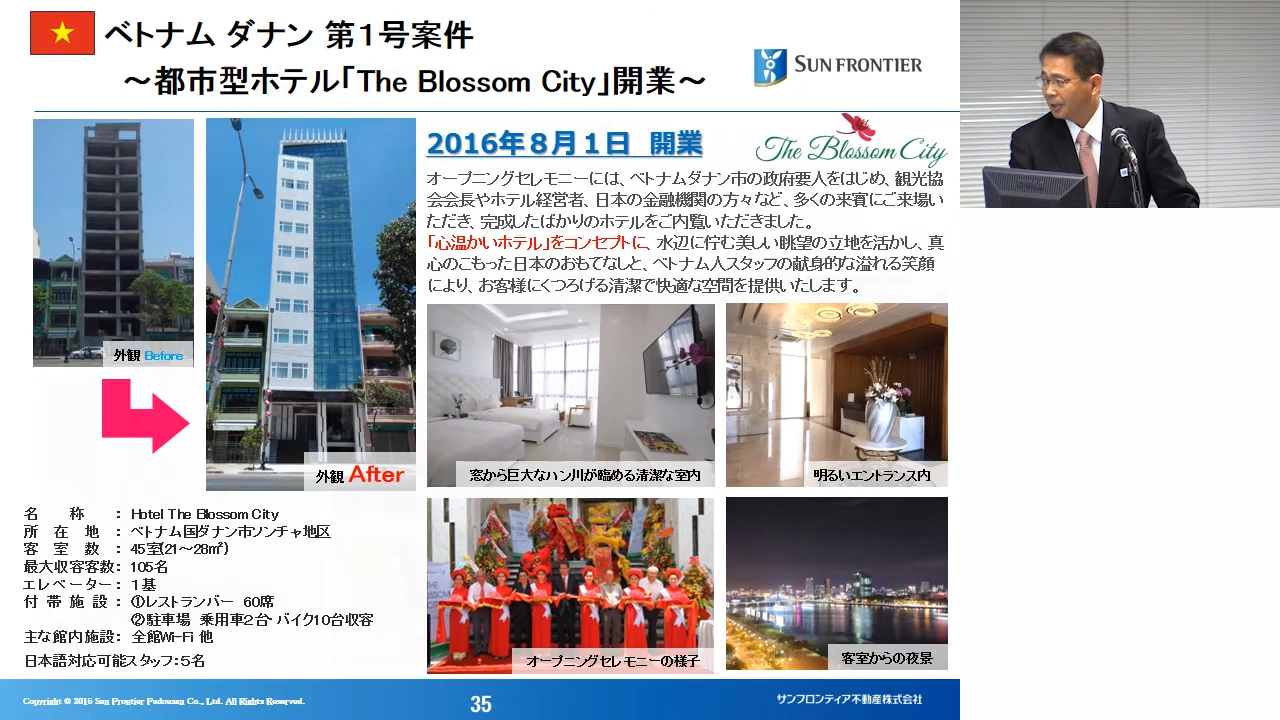 ベトナム ダナン 第１号案件
～都市型ホテル「The Blossom City」開業～
SUN FRONTIER
2016年８月１日　開業
The Blossom City
オープニングセレモニーには、ベトナムダナン市の政府要人をはじめ、観光協
会会長やホテル経営者、日本の金融機関の方々など、多くの来賓にご来場い
ただき、完成したばかりのホテルをご内覧いただきました。
「心温かいホテル」をコンセプトに、水辺に佇む美しい眺望の立地を活かし、真
心のこもった日本のおもてなしと、ベトナム人スタッフの献身的な溢れる笑顔
により、お客様にくつろげる清潔で快適な空間を提供いたします。
外観 Before
外観 After
窓から巨大なハン川が臨める清潔な室内
明るいエントランス内
オープニングセレモニーの様子
客室からの夜景
名　称　： Hotel The Blossom City
所 在 地 ： ベトナム国ダナン市ソンチャ地区
客 室 数 ： 45室(21～28㎡)
最大収容客数： 105名
エレベーター： １基
付 帯 施 設 ： ①レストランバー　60席
②駐車場　乗用車２台・バイク10台収容
主な館内施設： 全館Wi-Fi 他
日本語対応可能スタッフ：５名
Copyright © 2016 Sun Frontier Fudousan Co., Ltd. All Rights Reserved.
35
サンフロンティア不動産株式会社